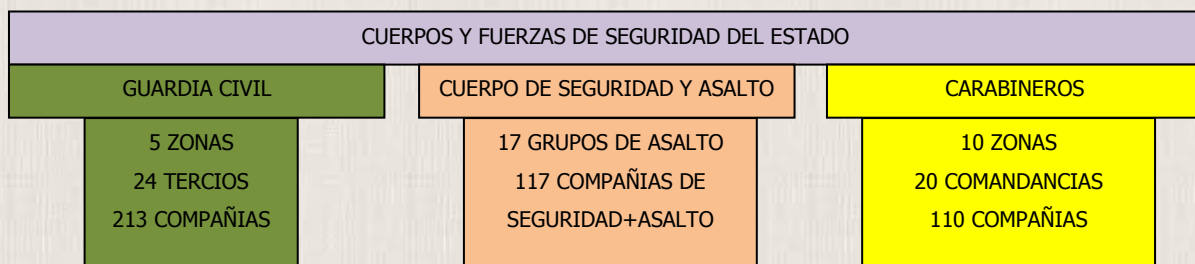 CUERPOS Y FUERZAS DE SEGURIDAD DEL ESTADO
GUARDIA CIVIL
5 ZONAS
24 TERCIOS
213 COMPAÑIAS
CUERPO DE SEGURIDAD Y ASALTO
17 GRUPOS DE ASALTO
117 COMPAÑIAS DE
SEGURIDAD+ASALTO
CARABINEROS
10 ZONAS
20 COMANDANCIAS
110 COMPAÑIAS